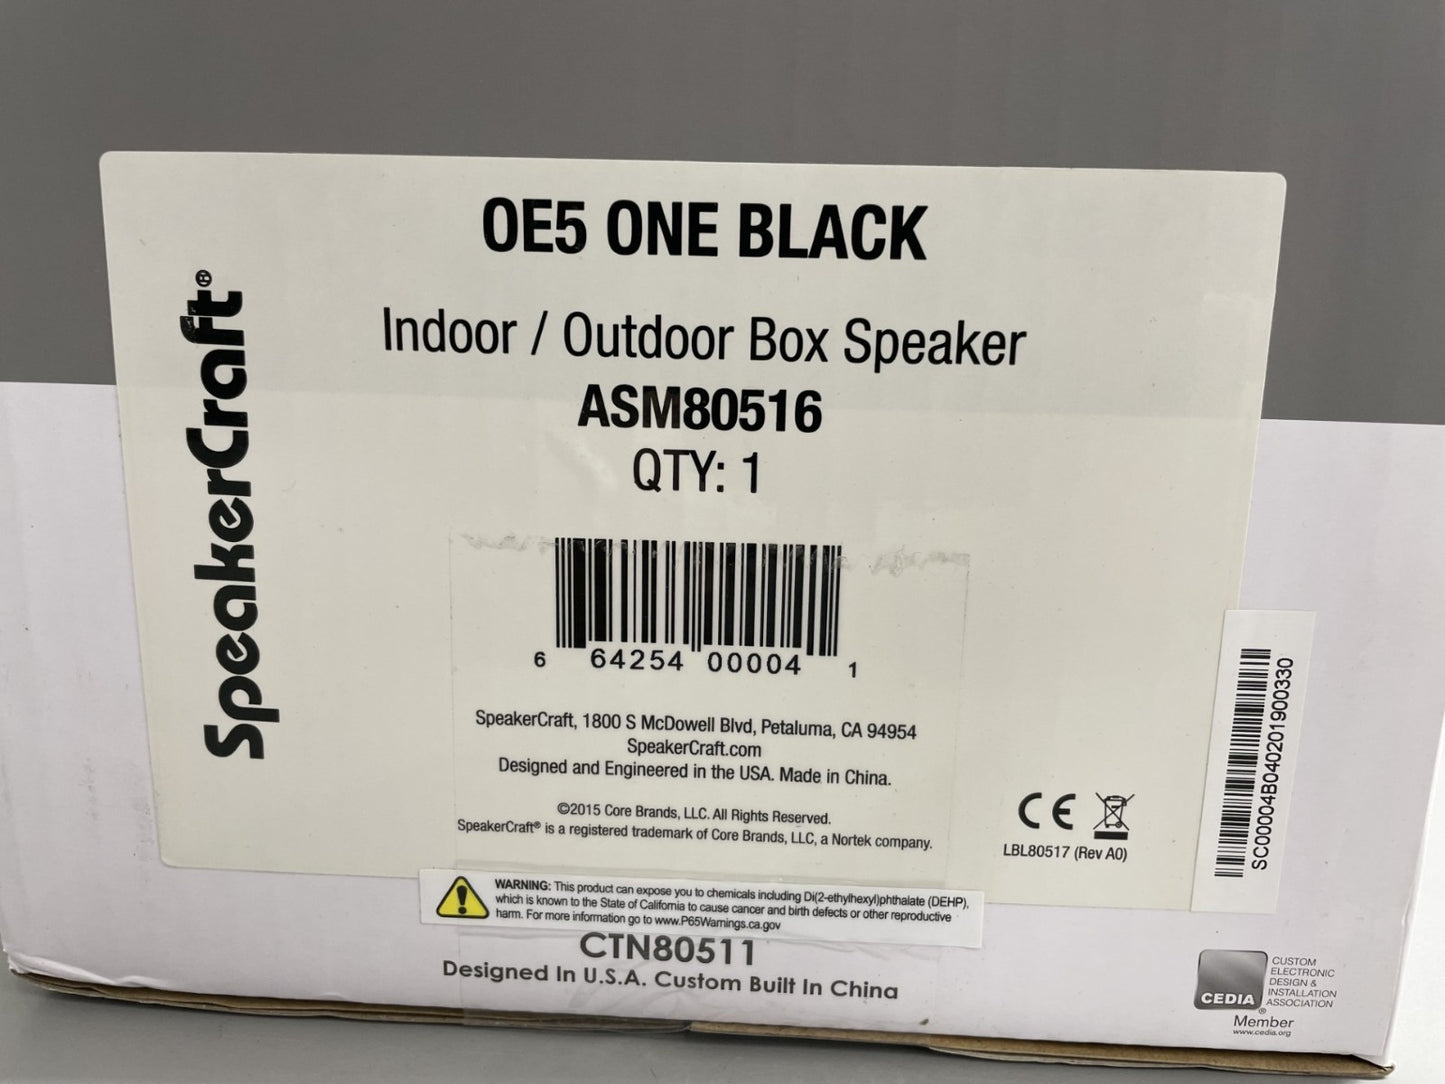 OE5 ONE BLACK
Indoor / Outdoor Box Speaker
ASM80516
QTY: 1
SpeakerCraft®
6 64254 00004 1
SpeakerCraft, 1800 S McDowell Blvd, Petaluma, CA 94954
SpeakerCraft.com
Designed and Engineered in the USA. Made in China.
©2015 Core Brands, LLC. All Rights Reserved.
SpeakerCraft® is a registered trademark of Core Brands, LLC, a Nortek company.
CE
LBL80517 (Rev A0)
SC00004B040201900330
WARNING: This product can expose you to chemicals including Di(2-ethylhexyl)phthalate (DEHP),
which is known to the State of California to cause cancer and birth defects or other reproductive
harm. For more information go to www.P65Warnings.ca.gov
CTN80511
Designed In U.S.A. Custom Built In China
CEDIA®
CUSTOM
ELECTRONIC
DESIGN &
INSTALLATION
ASSOCIATION
Member
www.cedia.org